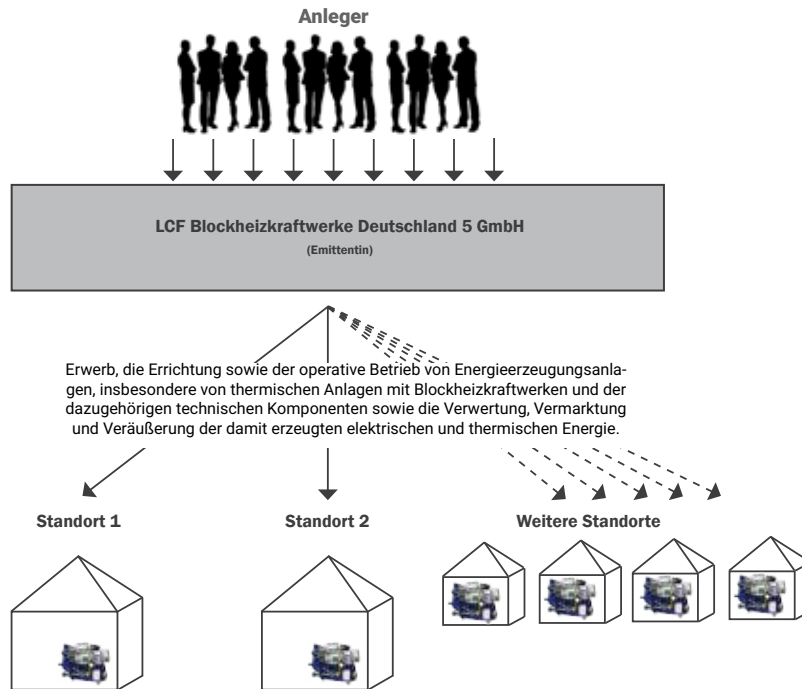 Anleger
LCF Blockheizkraftwerke Deutschland 5 GmbH
(Emittentin)
Erwerb, die Errichtung sowie der operative Betrieb von Energieerzeugungsanla-
gen, insbesondere von thermischen Anlagen mit Blockheizkraftwerken und der
dazugehörigen technischen Komponenten sowie die Verwertung, Vermarktung
und Veräußerung der damit erzeugten elektrischen und thermischen Energie.
Standort 1
Standort 2
Weitere Standorte